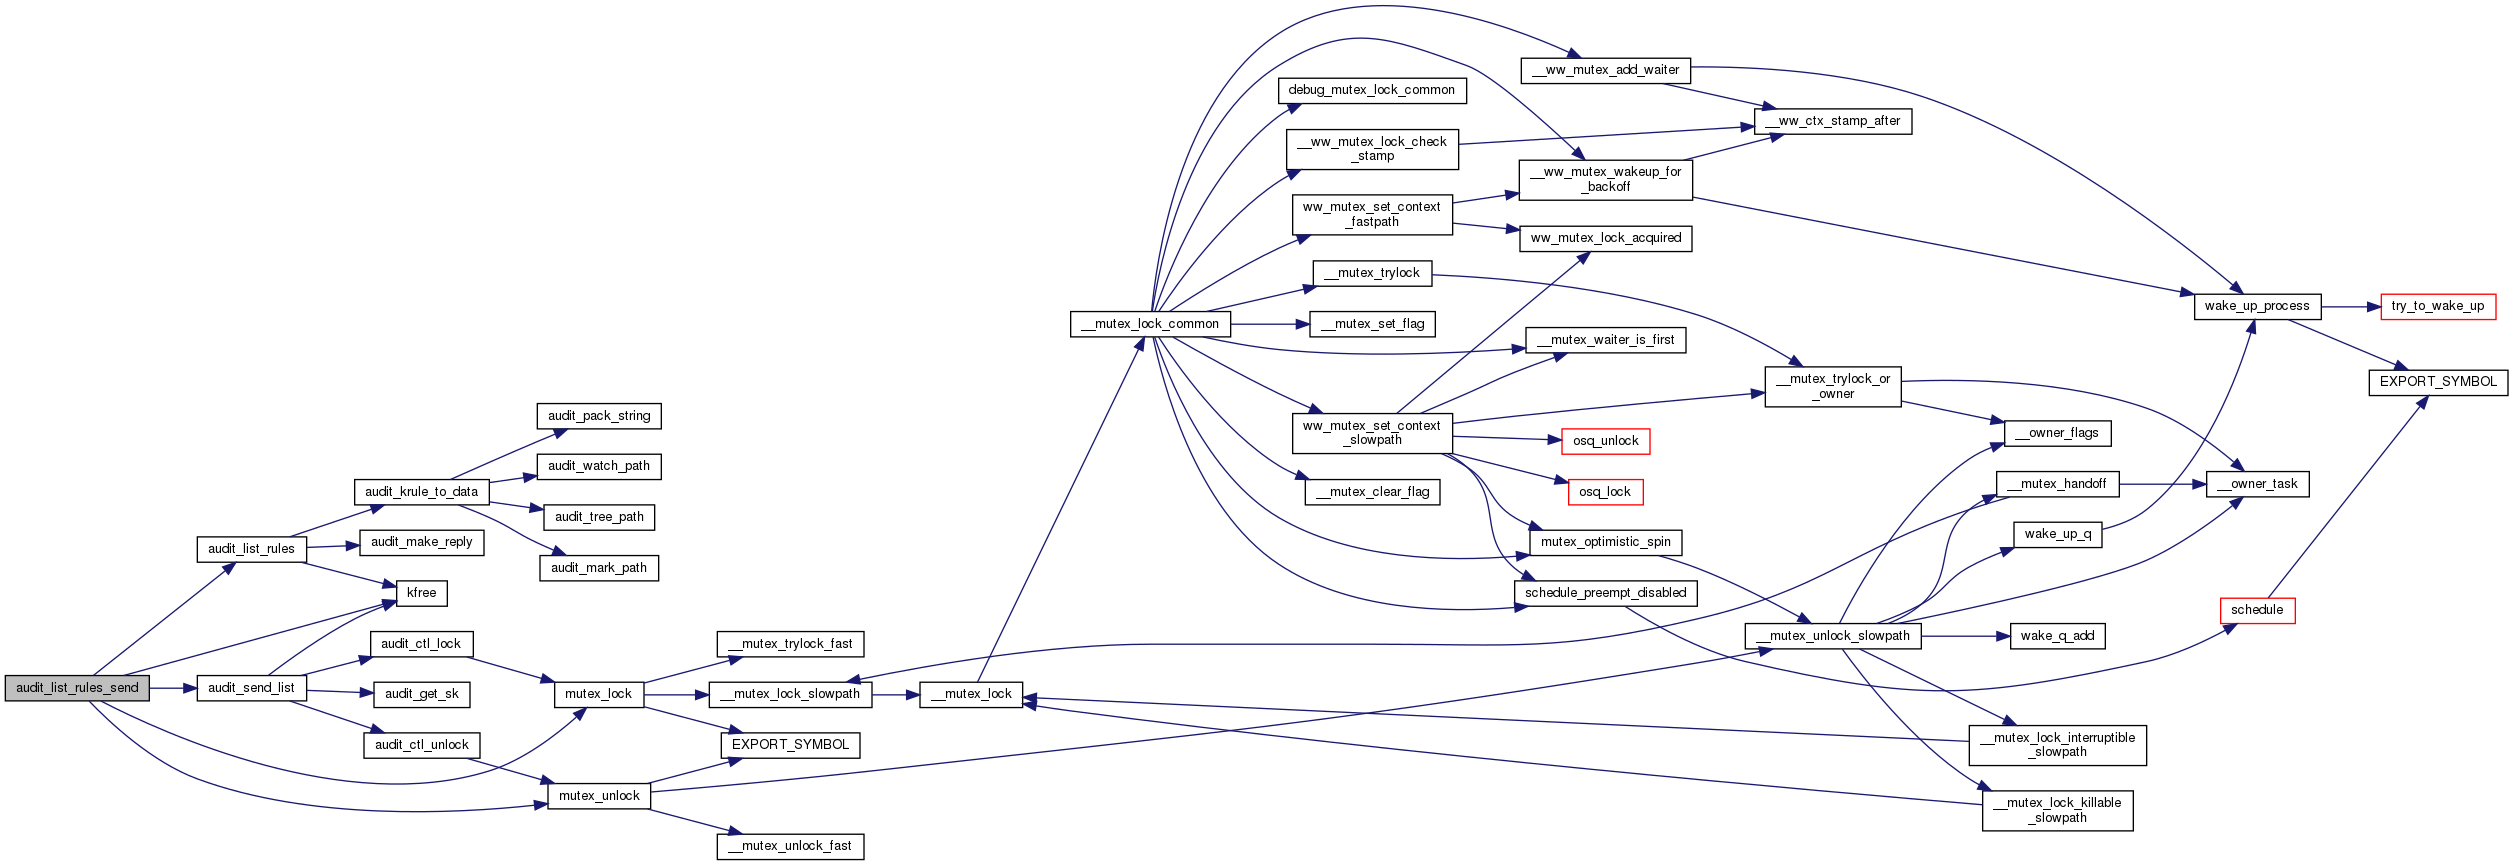 audit_list_rules_send
audit_list_rules
audit_send_list
audit_krule_to_data
audit_make_reply
kfree
audit_ctl_lock
audit_get_sk
audit_ctl_unlock
audit_pack_string
audit_watch_path
audit_tree_path
audit_mark_path
mutex_lock
mutex_unlock
__mutex_trylock_fast
__mutex_lock_slowpath
EXPORT_SYMBOL
__mutex_unlock_fast
__mutex_lock
__mutex_lock_common
debug_mutex_lock_common
__ww_mutex_lock_check
_stamp
ww_mutex_set_context
_fastpath
__mutex_trylock
__mutex_set_flag
ww_mutex_set_context
_slowpath
__mutex_clear_flag
__ww_mutex_add_waiter
__ww_mutex_wakeup_for
_backoff
ww_mutex_lock_acquired
__mutex_waiter_is_first
osq_unlock
osq_lock
mutex_optimistic_spin
schedule_preempt_disabled
__ww_ctx_stamp_after
__mutex_trylock_or
_owner
__mutex_unlock_slowpath
__owner_flags
__mutex_handoff
wake_up_q
wake_q_add
__mutex_lock_interruptible
_slowpath
__mutex_lock_killable
_slowpath
wake_up_process
__owner_task
schedule
try_to_wake_up
EXPORT_SYMBOL